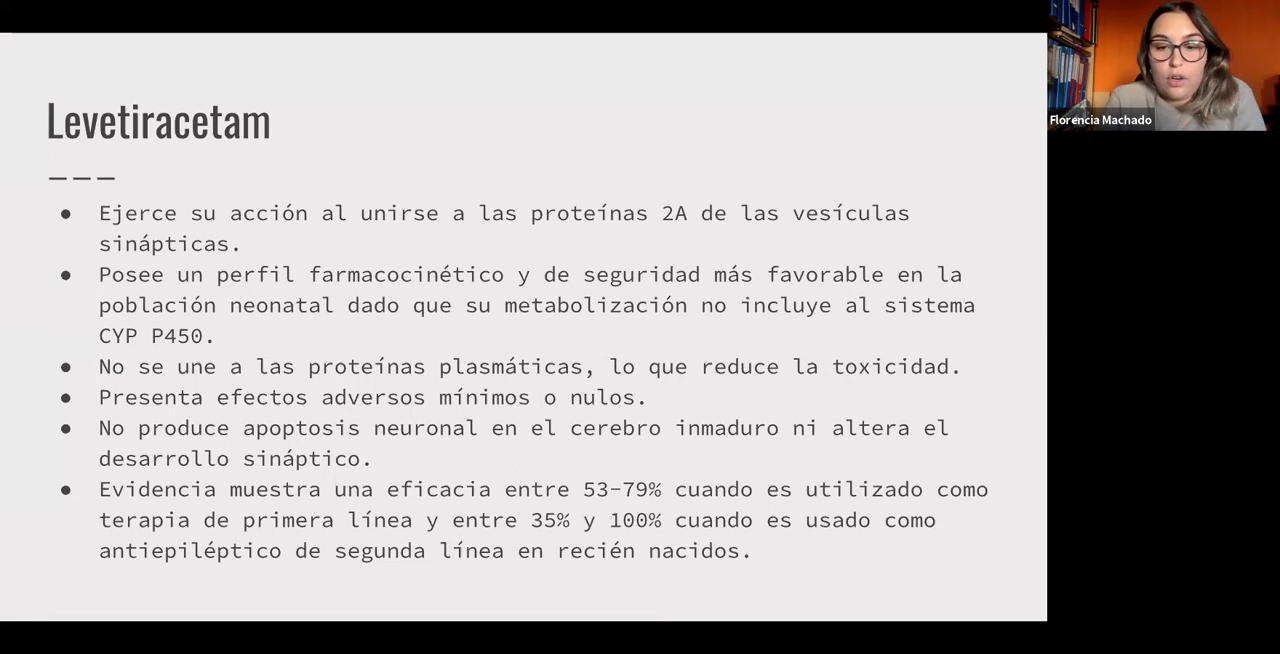 Levetiracetam
● Ejerce su acción al unirse a las proteínas 2A de las vesículas
sinápticas.
● Posee un perfil farmacocinético y de seguridad más favorable en la
población neonatal dado que su metabolización no incluye al sistema
CYP P450.
● No se une a las proteínas plasmáticas, lo que reduce la toxicidad.
● Presenta efectos adversos mínimos o nulos.
● No produce apoptosis neuronal en el cerebro inmaduro ni altera el
desarrollo sináptico.
● Evidencia muestra una eficacia entre 53-79% cuando es utilizado como
terapia de primera línea y entre 35% y 100% cuando es usado como
antiepiléptico de segunda línea en recién nacidos.
Florencia Machado